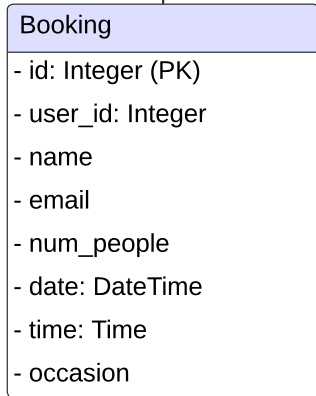 Booking
- id: Integer (PK)
- user_id: Integer
- name
- email
- num_people
- date: DateTime
- time: Time
- occasion